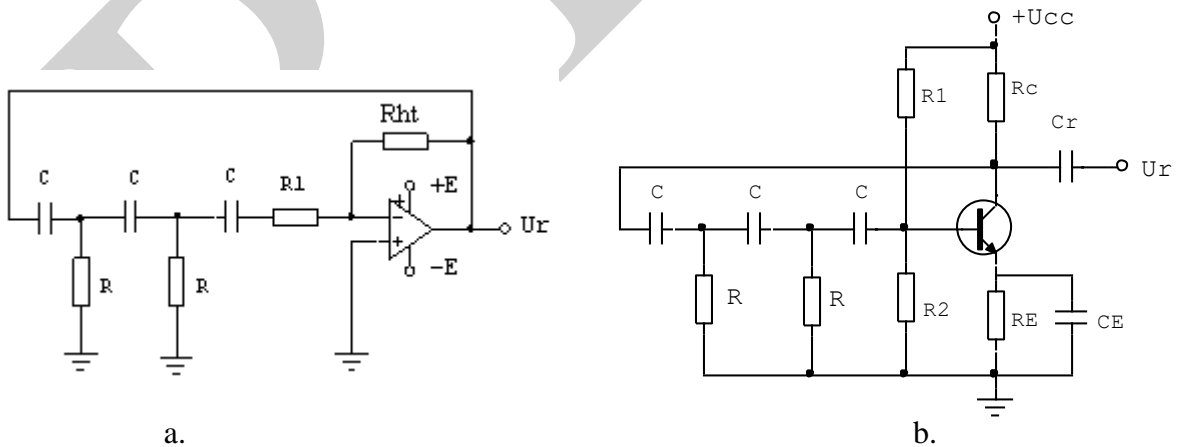 Rht
C
C
C
R1
+E
+
-
+
-E
Ur
R
R
a.
+Ucc
R1
Rc
Cr
Ur
C
C
C
R
R
R2
RE
CE
b.